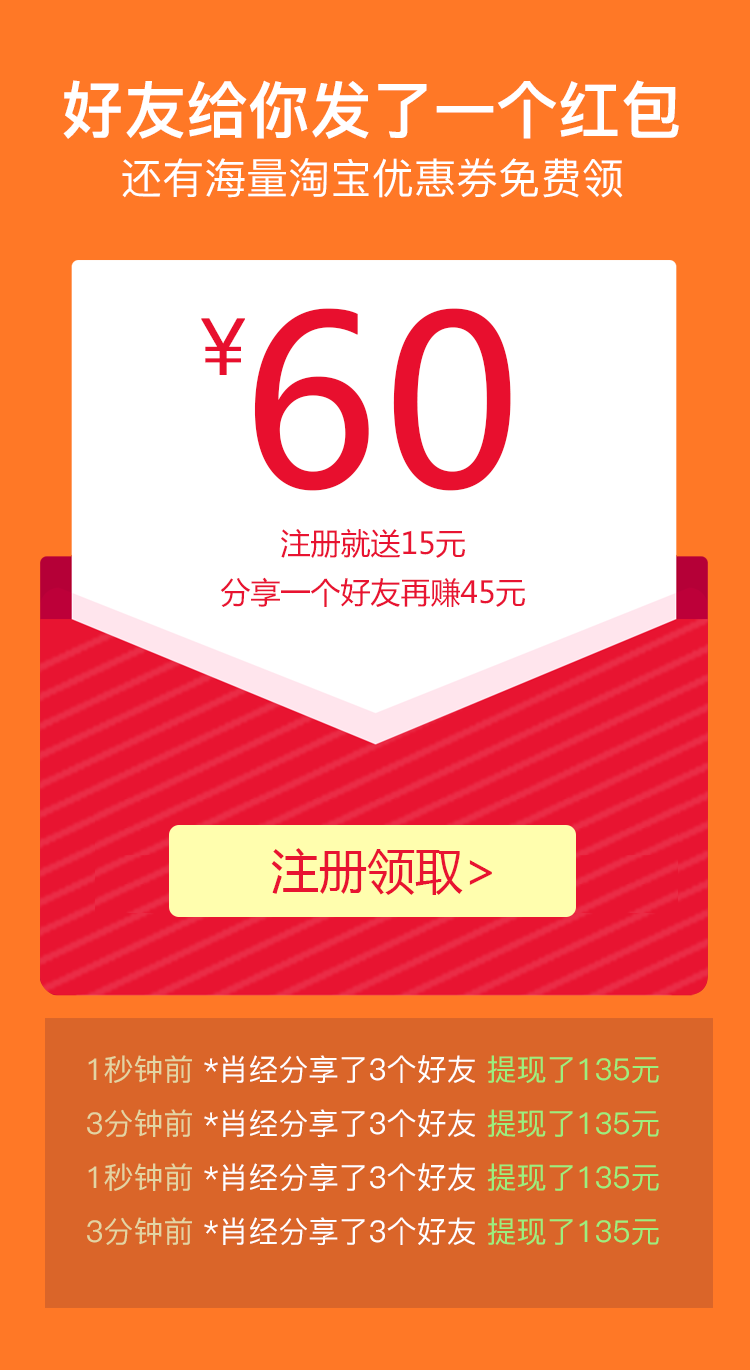 好友给你发了一个红包
还有海量淘宝优惠券免费领
¥60
注册就送15元
分享一个好友再赚45元
注册领取>
1秒钟前 *肖经分享了3个好友 提现了135元
3分钟前 *肖经分享了3个好友 提现了135元
1秒钟前 *肖经分享了3个好友 提现了135元
3分钟前 *肖经分享了3个好友 提现了135元